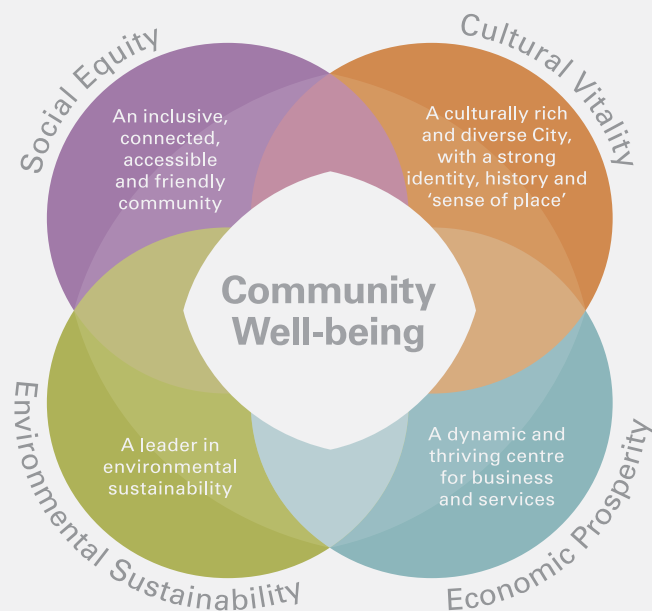 Social Equity
Cultural Vitality
An inclusive,
connected,
accessible
and friendly
community
A culturally rich
and diverse City,
with a strong
identity, history and
‘sense of place’
Community
Well-being
A leader in
environmental
sustainability
A dynamic and
thriving centre
for business
and services
Environmental Sustainability
Economic Prosperity